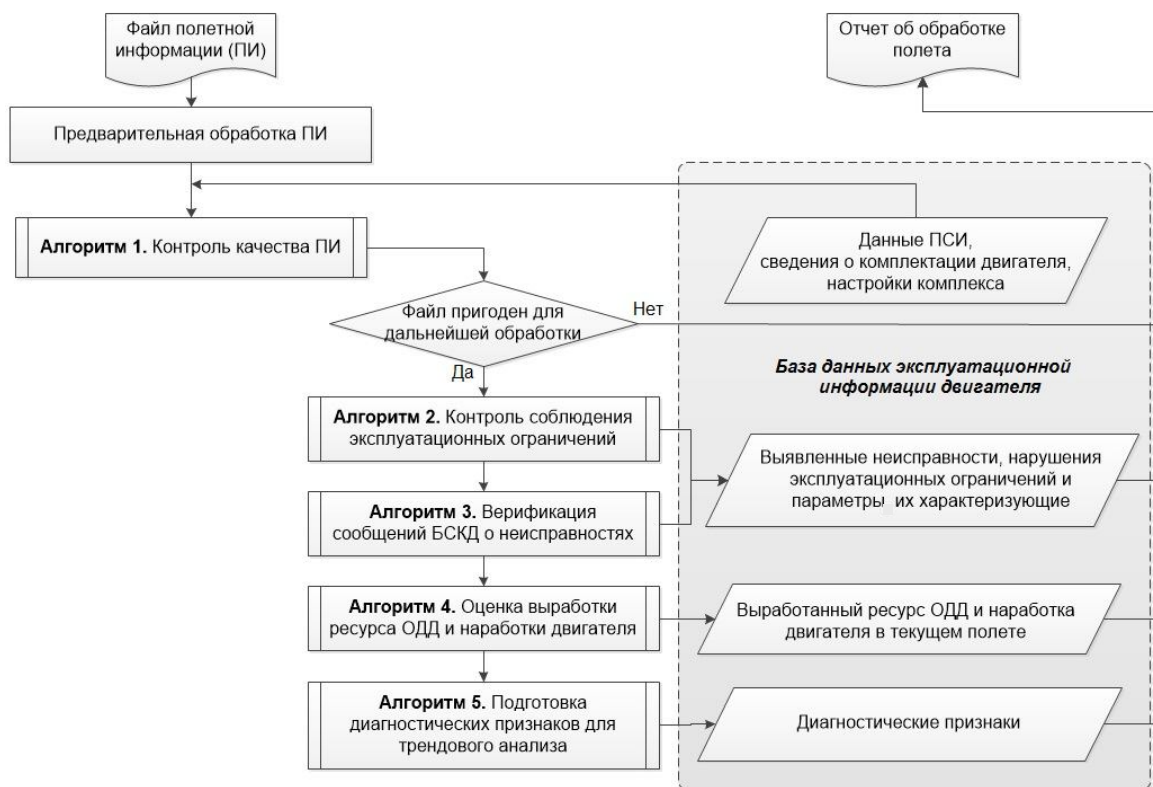 Файл полетной
информации (ПИ)
Отчет об обработке
полета
Предварительная обработка ПИ
Алгоритм 1. Контроль качества ПИ
Данные ПСИ,
сведения о комплектации двигателя,
настройки комплекса
Файл пригоден для
дальнейшей обработки
Нет
Да
База данных эксплуатационной
информации двигателя
Алгоритм 2. Контроль соблюдения
эксплуатационных ограничений
Выявленные неисправности, нарушения
эксплуатационных ограничений и
параметры их характеризующие
Алгоритм 3. Верификация
сообщений БСКД о неисправностях
Алгоритм 4. Оценка выработки
ресурса ОДД и наработки двигателя
Выработанный ресурс ОДД и наработка
двигателя в текущем полете
Алгоритм 5. Подготовка
диагностических признаков для
трендового анализа
Диагностические признаки